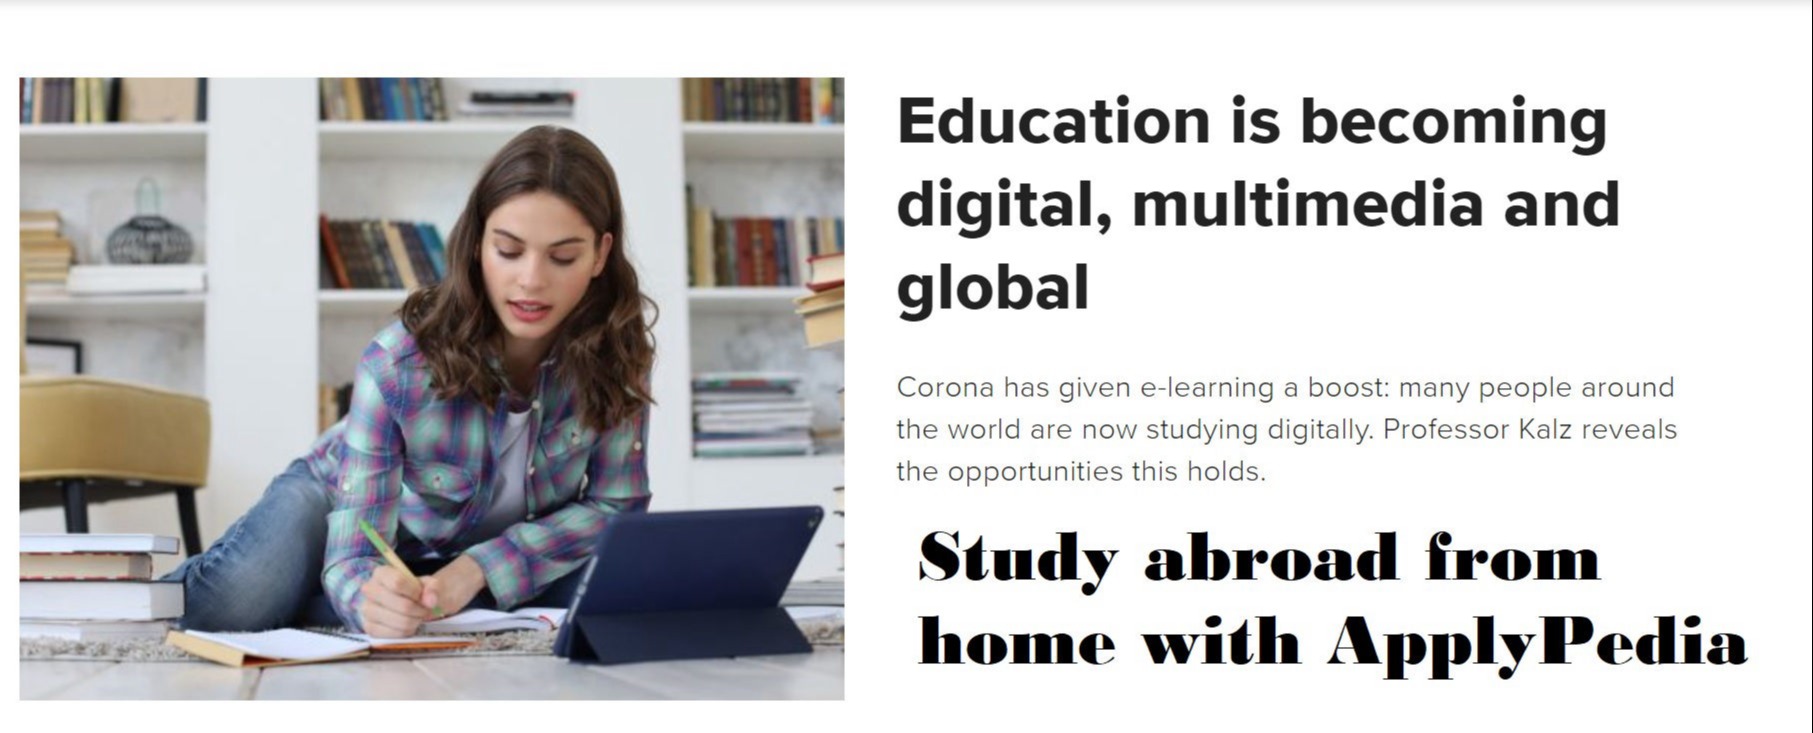 Education is becoming
digital, multimedia and
global
Corona has given e-learning a boost: many people around
the world are now studying digitally. Professor Kalz reveals
the opportunities this holds.
Study abroad from
home with ApplyPedia